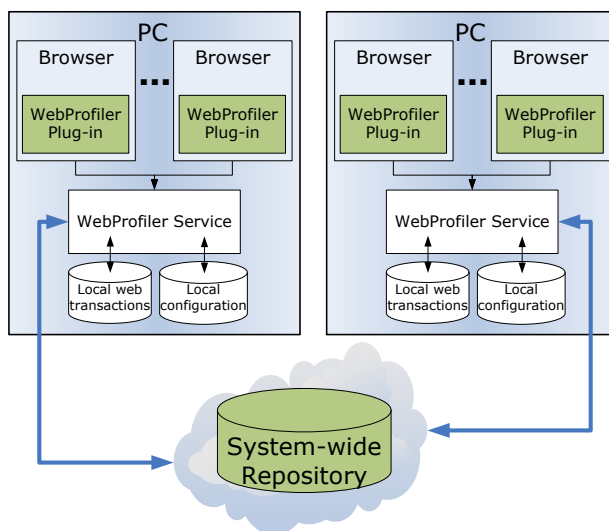 PC
Browser
...
Browser
WebProfiler
Plug-in
WebProfiler
Plug-in
WebProfiler Service
Local web
transactions
Local
configuration
PC
Browser
...
Browser
WebProfiler
Plug-in
WebProfiler
Plug-in
WebProfiler Service
Local web
transactions
Local
configuration
System-wide
Repository